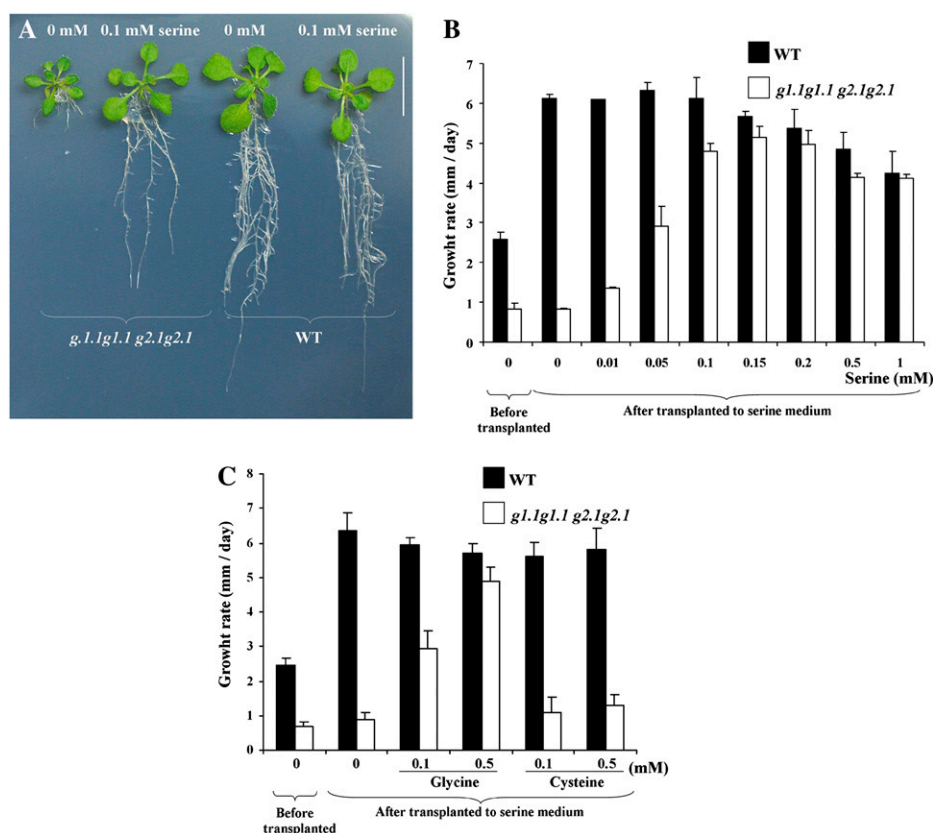 A
0 mM 0.1 mM serine 0 mM 0.1 mM serine
g.1.1g1.1 g2.1g2.1 WT
B
WT
g1.1g1.1 g2.1g2.1
Growht rate (mm / day)
7
6
5
4
3
2
1
0
0 0 0.01 0.05 0.1 0.15 0.2 0.5 1
Serine (mM)
Before transplanted
After transplanted to serine medium
C
WT
g1.1g1.1 g2.1g2.1
Growht rate (mm / day)
8
7
6
5
4
3
2
1
0
0 0 0.1 0.5 0.1 0.5 (mM)
Glycine Cysteine
Before
transplanted
After transplanted to serine medium